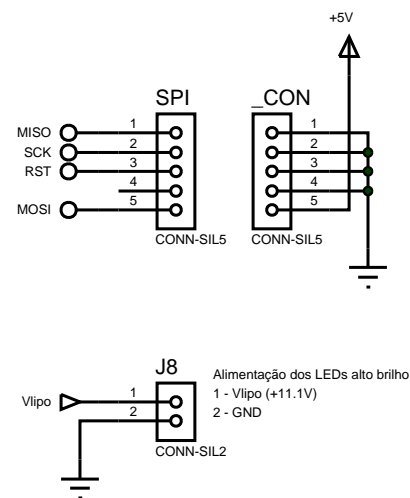 +5V
SPI
_CON
MISO
SCK
RST
MOSI
1
2
3
4
5
1
2
3
4
5
CONN-SIL5
CONN-SIL5
J8
Alimentação dos LEDs alto brilho
1 - Vlipo (+11.1V)
2 - GND
Vlipo
1
2
CONN-SIL2